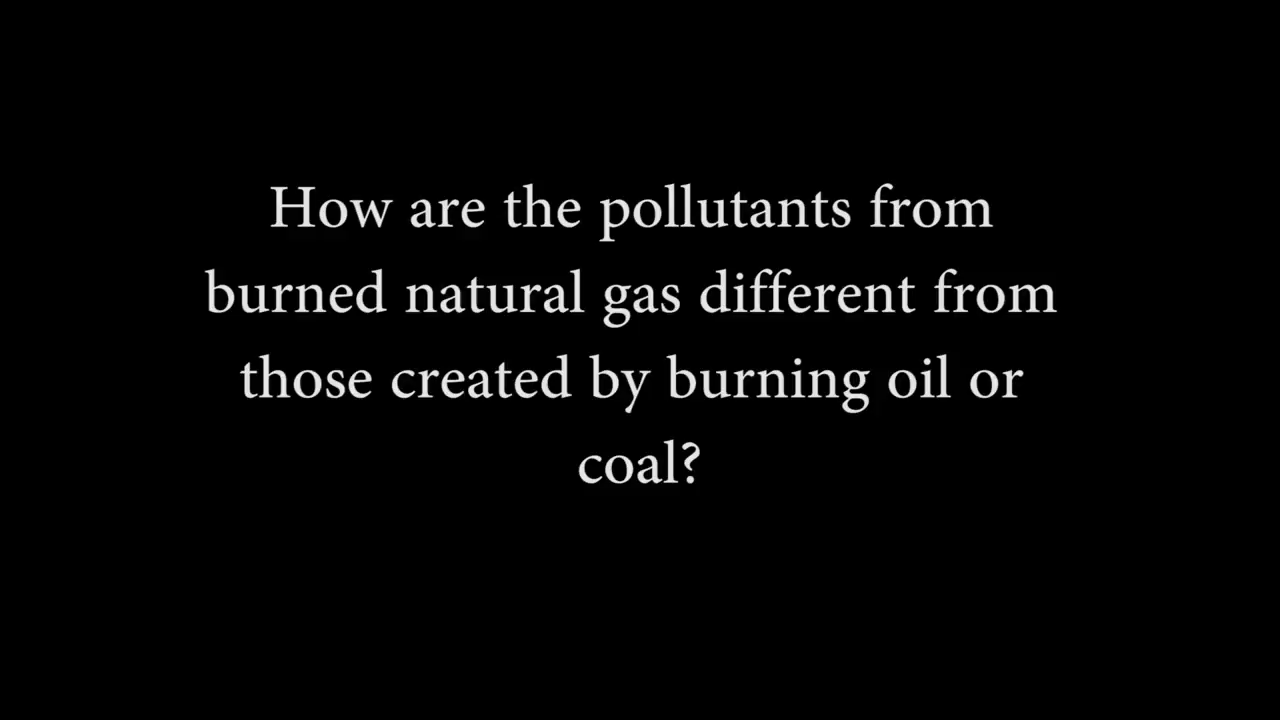 How are the pollutants from
burned natural gas different from
those created by burning oil or
coal?